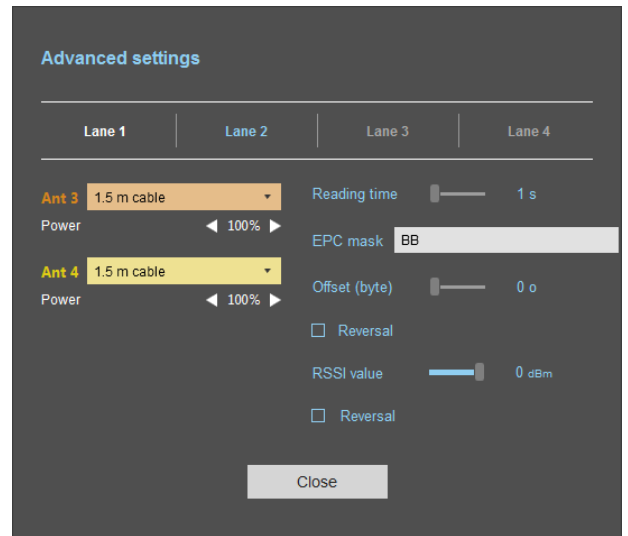 Advanced settings
Lane 1 Lane 2 Lane 3 Lane 4
Ant 3 1.5 m cable
Power 100%
Ant 4 1.5 m cable
Power 100%
Reading time 1 s
EPC mask BB
Offset (byte) 0 o
Reversal
RSSI value 0 dBm
Reversal
Close